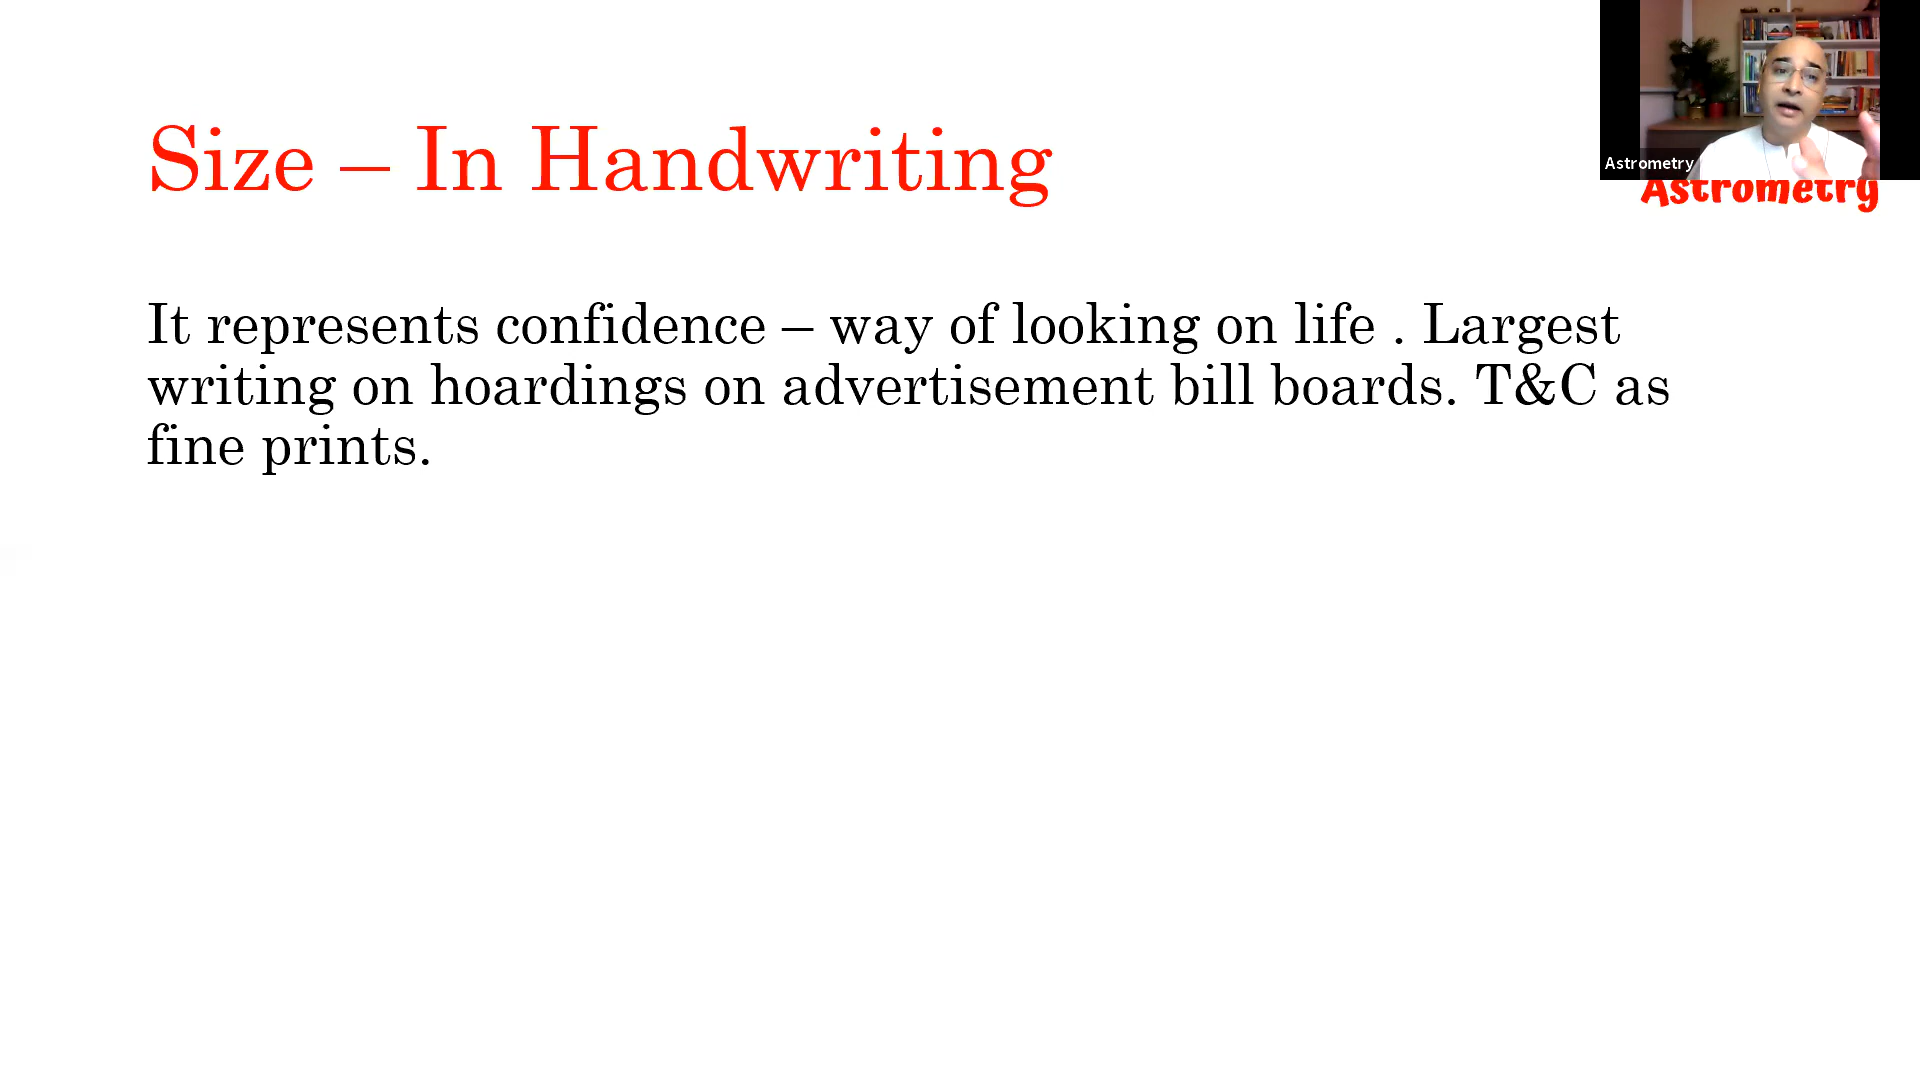 Size – In Handwriting
Astrometry
Astrometry
It represents confidence – way of looking on life . Largest
writing on hoardings on advertisement bill boards. T&C as
fine prints.